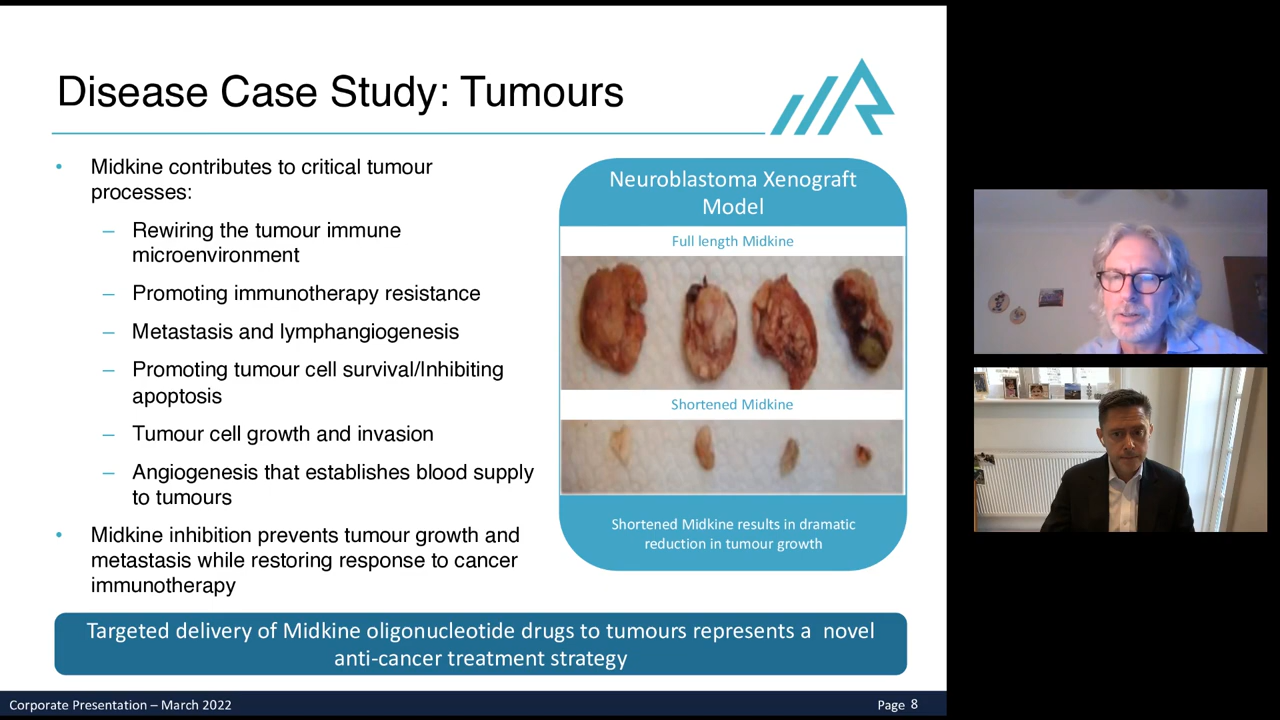 Disease Case Study: Tumours
• Midkine contributes to critical tumour
processes:
– Rewiring the tumour immune
microenvironment
– Promoting immunotherapy resistance
– Metastasis and lymphangiogenesis
– Promoting tumour cell survival/Inhibiting
apoptosis
– Tumour cell growth and invasion
– Angiogenesis that establishes blood supply
to tumours
• Midkine inhibition prevents tumour growth and
metastasis while restoring response to cancer
immunotherapy
Neuroblastoma Xenograft
Model
Full length Midkine
Shortened Midkine
Shortened Midkine results in dramatic
reduction in tumour growth
Targeted delivery of Midkine oligonucleotide drugs to tumours represents a novel
anti-cancer treatment strategy
Corporate Presentation – March 2022
Page 8